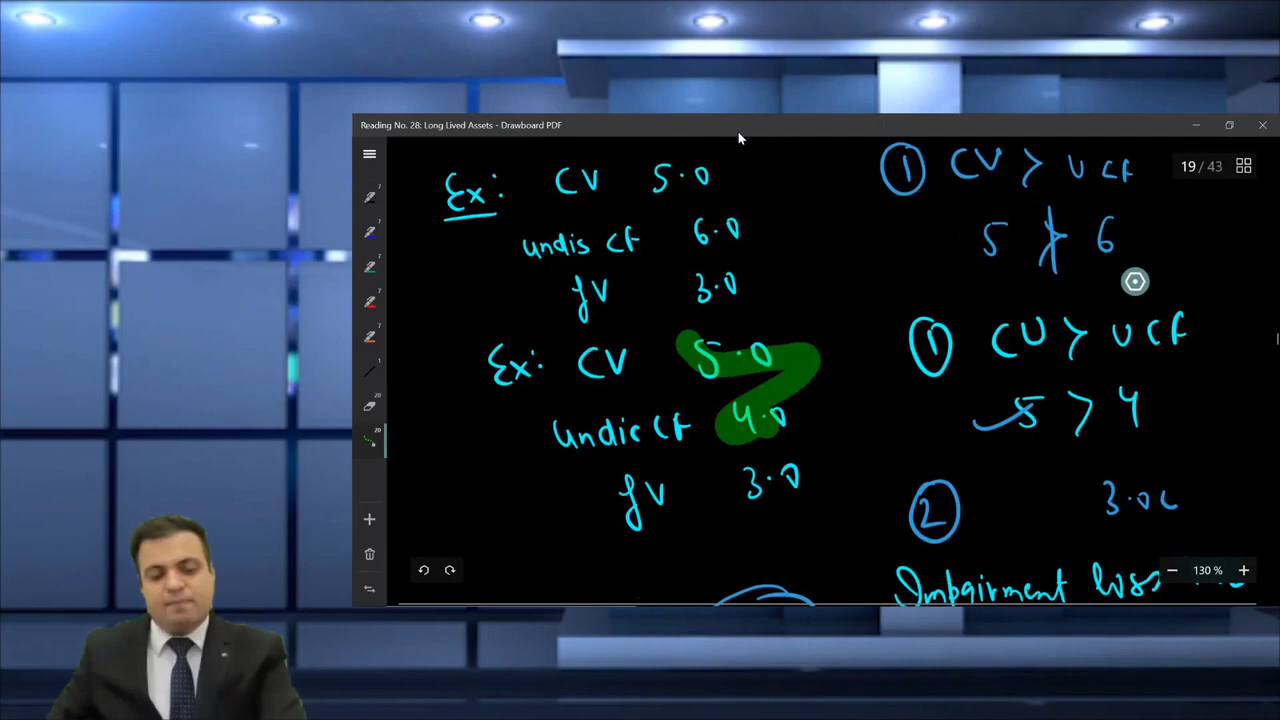 Reading No. 28: Long Lived Assets - Drawboard PDF
19 / 43
Ex: CV 5.0
undis CF 6.0
FV 3.0
Ex: CV 5.0
undis CF 4.0
FV 3.0
① CV > UCF
5 ≯ 6
① CV > UCF
5 > 4
② 3.0
Impairment loss
130 %